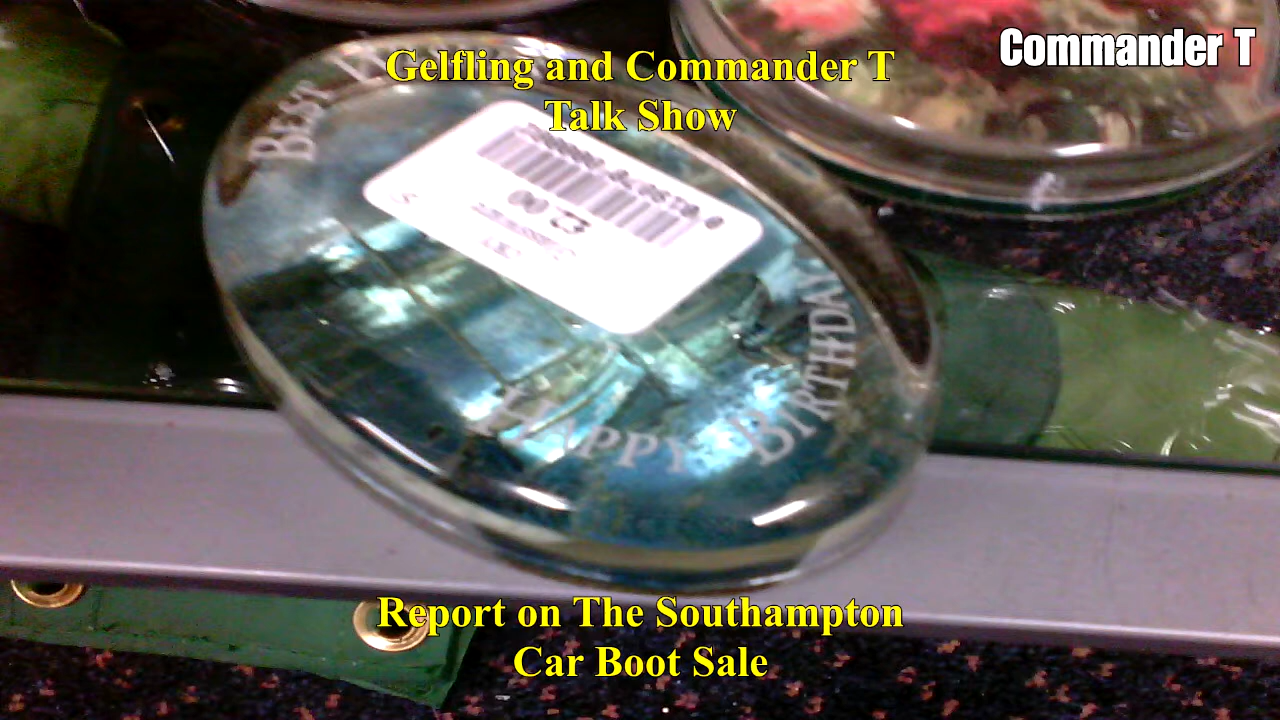 Commander T
Gelfling and Commander T
Talk Show
BEST
HAPPY BIRTHDAY
Report on The Southampton
Car Boot Sale